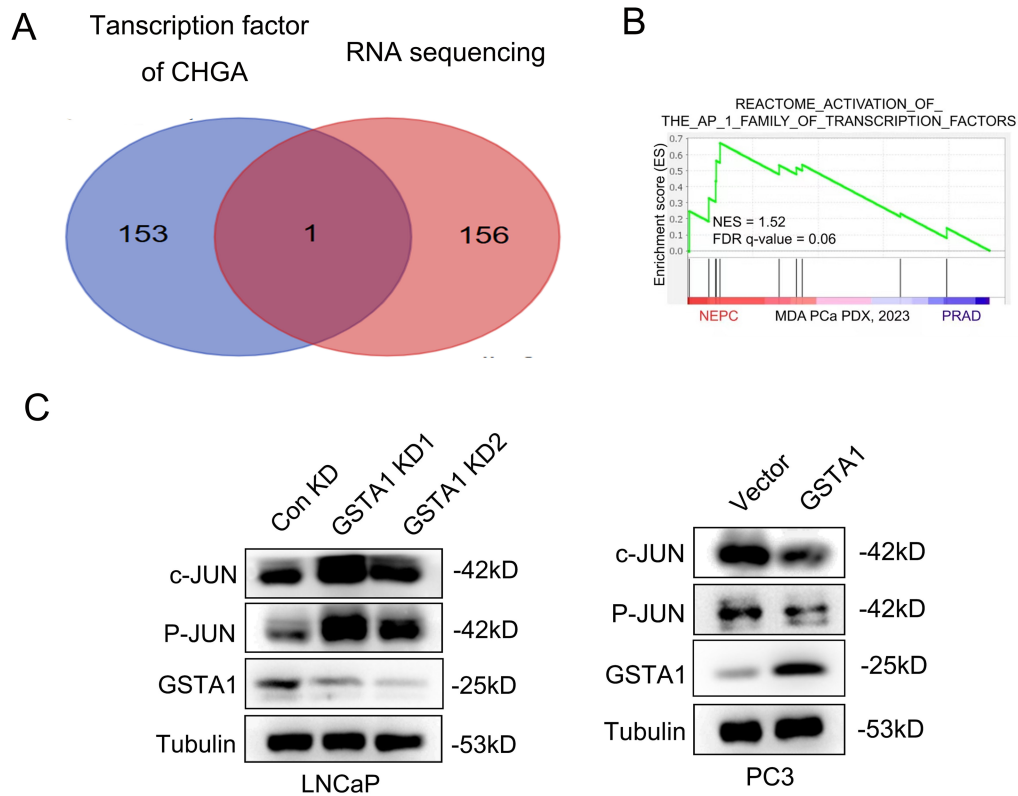 A
Transcription factor
of CHGA
RNA sequencing
153
1
156
B
REACTOME_ACTIVATION_OF_
THE_AP_1_FAMILY_OF_TRANSCRIPTION_FACTORS
Enrichment score (ES)
0.7
0.6
0.5
0.4
0.3
0.2
0.1
0.0
NES = 1.52
FDR q-value = 0.06
NEPC MDA PCa PDX, 2023 PRAD
C
Con KD GSTA1 KD1 GSTA1 KD2
c-JUN -42kD
P-JUN -42kD
GSTA1 -25kD
Tubulin -53kD
LNCaP
Vector GSTA1
c-JUN -42kD
P-JUN -42kD
GSTA1 -25kD
Tubulin -53kD
PC3